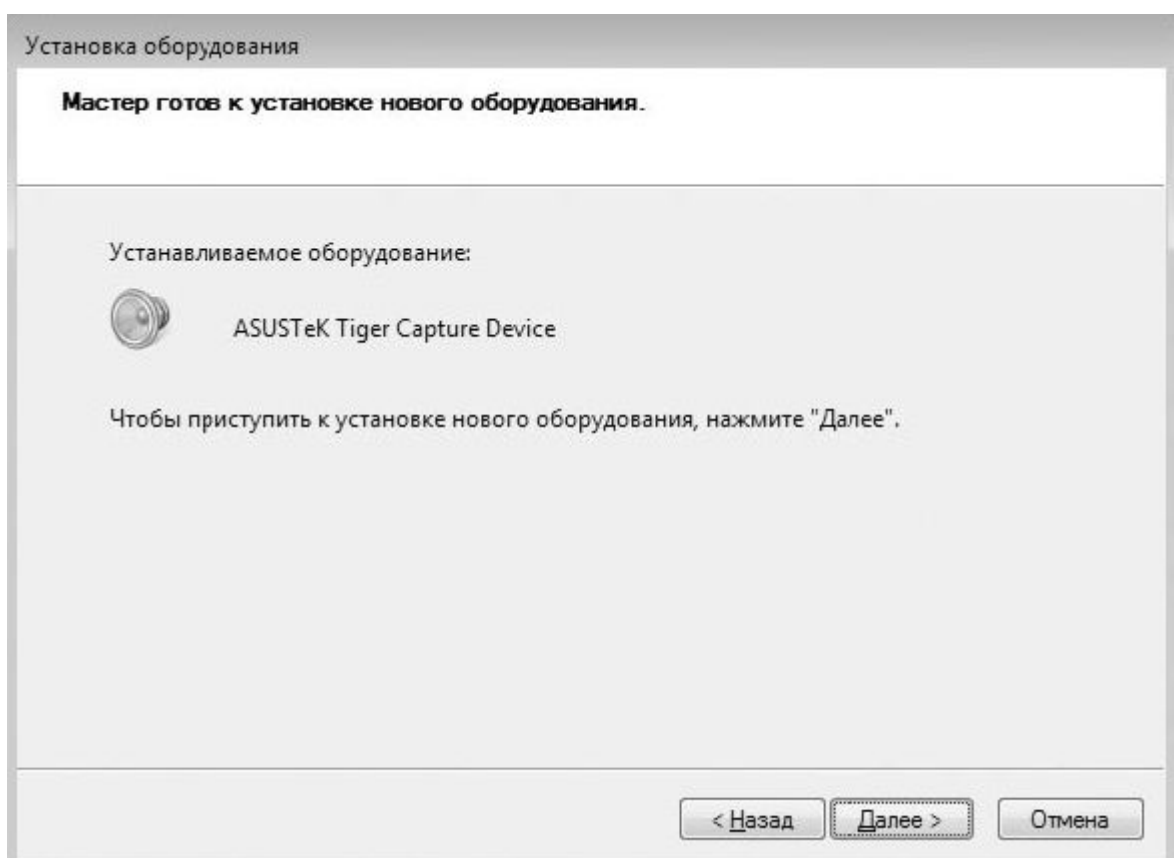 Установка оборудования
Мастер готов к установке нового оборудования.
Устанавливаемое оборудование:
ASUSTeK Tiger Capture Device
Чтобы приступить к установке нового оборудования, нажмите "Далее".
< Назад Далее > Отмена